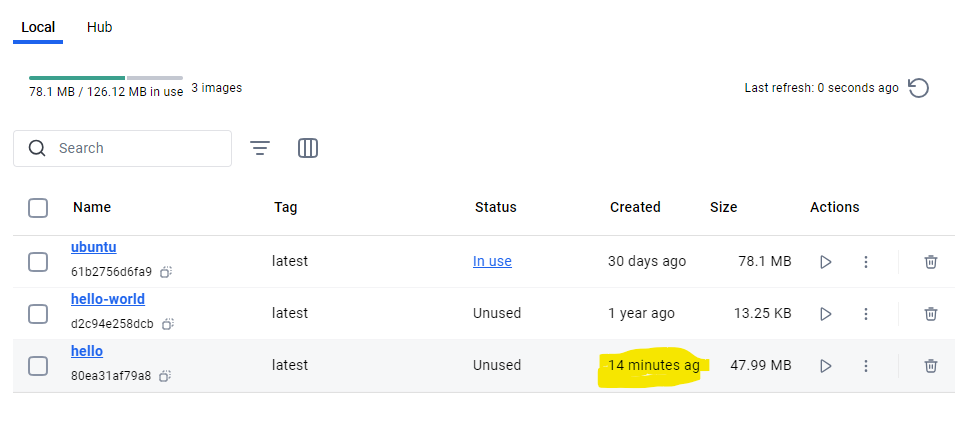 Local Hub
78.1 MB / 126.12 MB in use 3 images Last refresh: 0 seconds ago
Search
Name Tag Status Created Size Actions
ubuntu
61b2756d6fa9 latest In use 30 days ago 78.1 MB
hello-world
d2c94e258dcb latest Unused 1 year ago 13.25 KB
hello
80ea31af79a8 latest Unused 14 minutes ag 47.99 MB